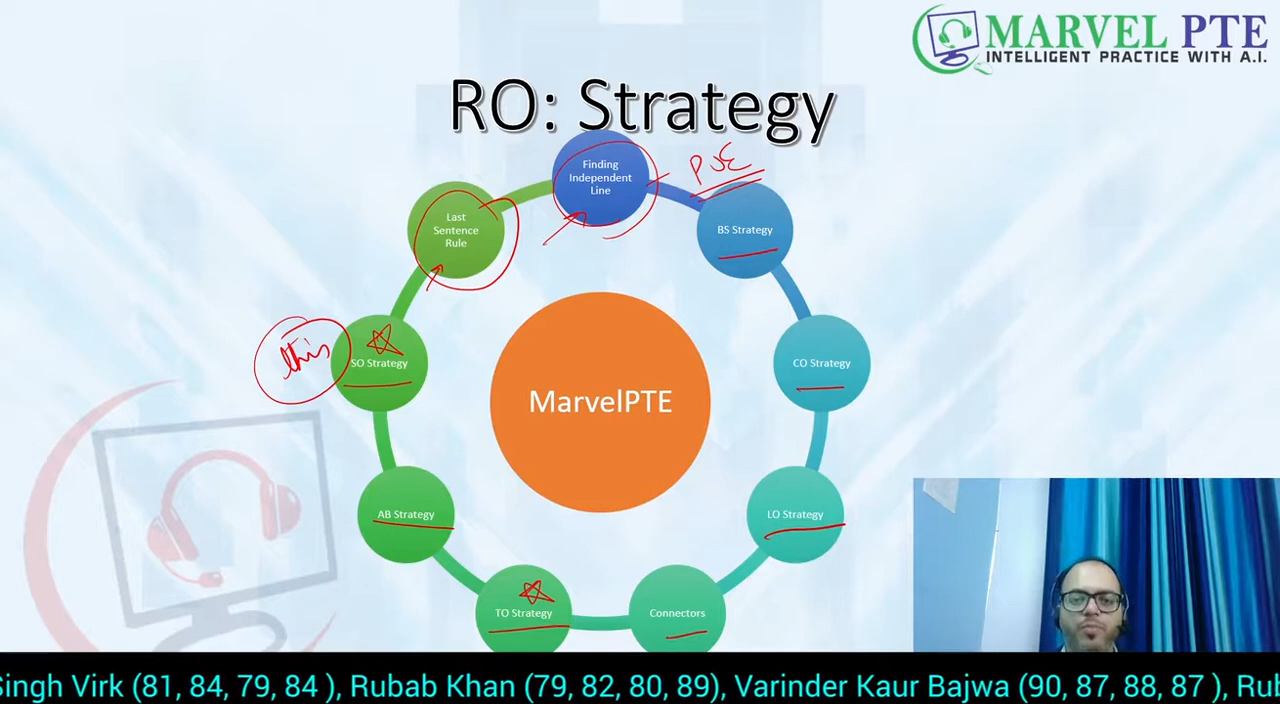 MARVEL PTE
INTELLIGENT PRACTICE WITH A.I.
RO: Strategy
Finding
Independent
Line
Last
Sentence
Rule
BS Strategy
this
SO Strategy
CO Strategy
MarvelPTE
AB Strategy
LO Strategy
TO Strategy
Connectors
Singh Virk (81, 84, 79, 84 ), Rubab Khan (79, 82, 80, 89), Varinder Kaur Bajwa (90, 87, 88, 87 ), Rub